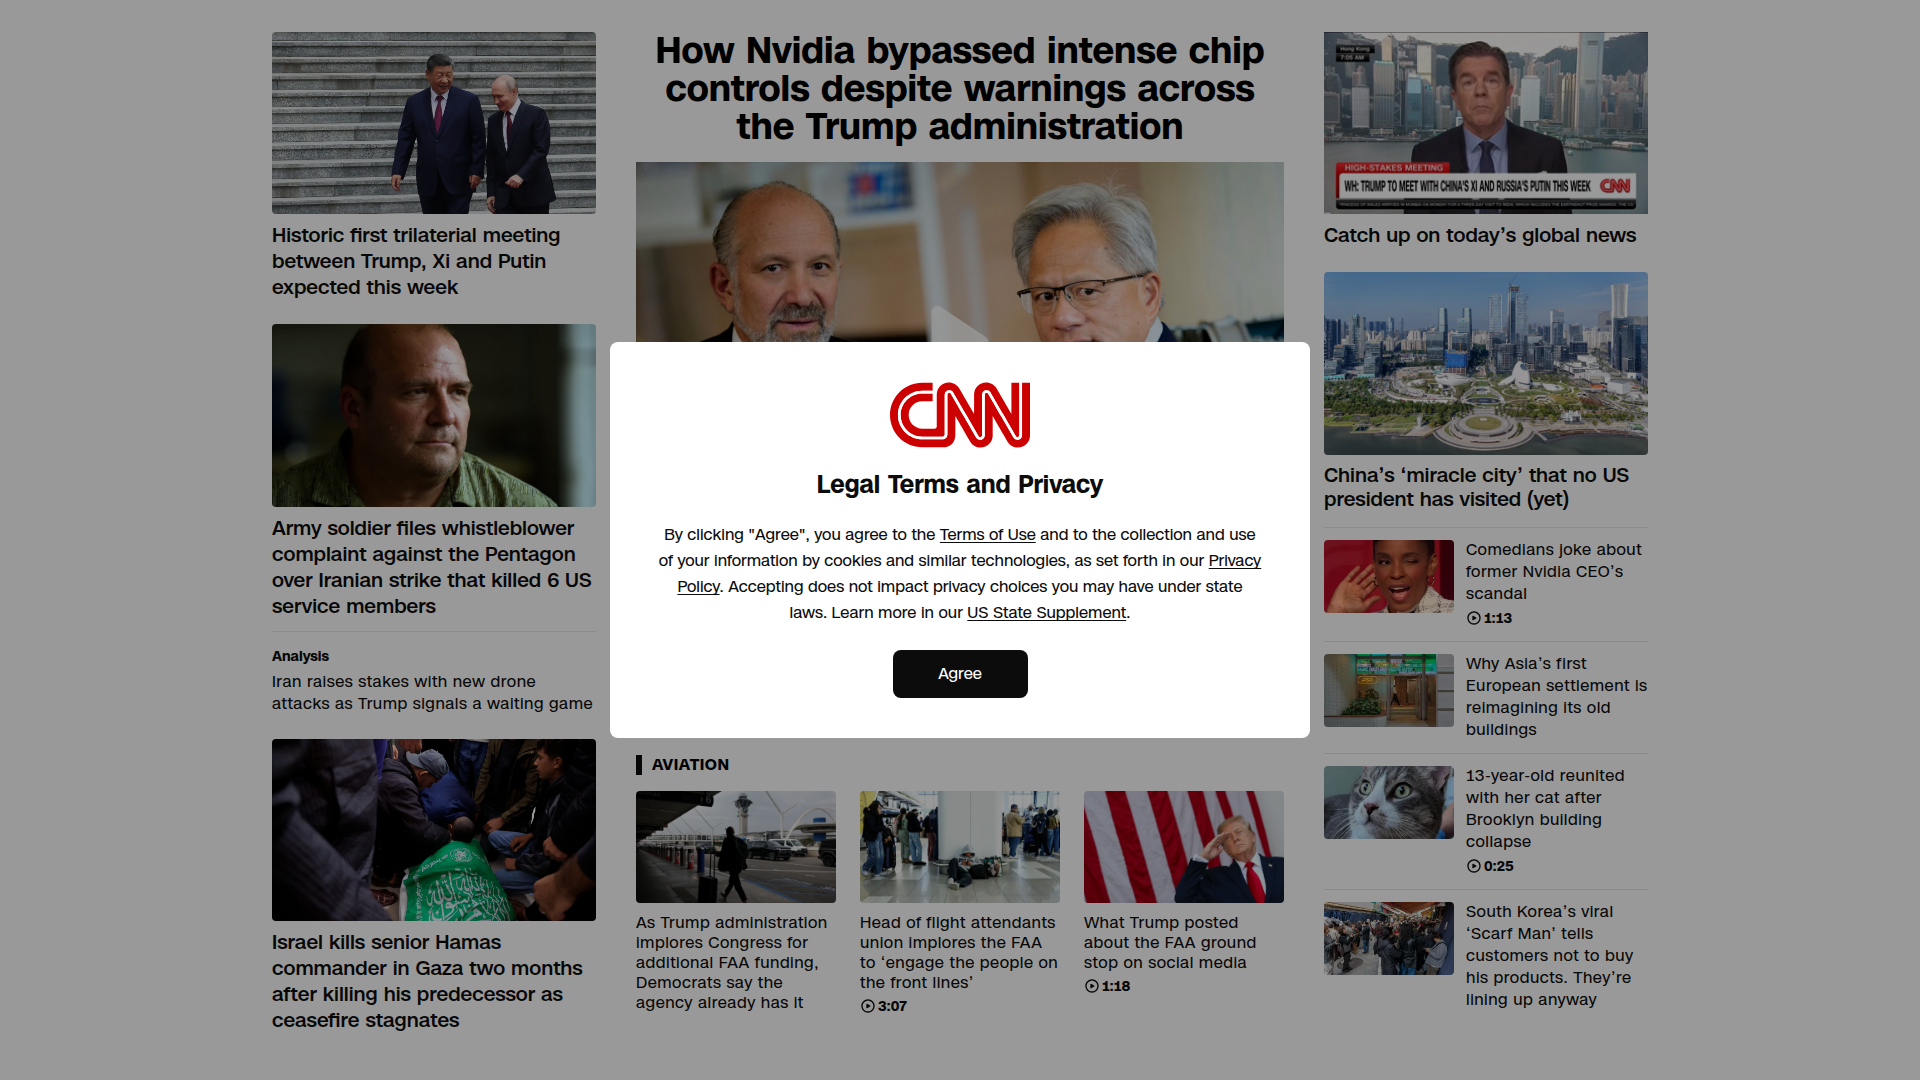 Historic first trilaterial meeting
between Trump, Xi and Putin
expected this week
Army soldier files whistleblower
complaint against the Pentagon
over Iranian strike that killed 6 US
service members
Analysis
Iran raises stakes with new drone
attacks as Trump signals a waiting game
Israel kills senior Hamas
commander in Gaza two months
after killing his predecessor as
ceasefire stagnates
How Nvidia bypassed intense chip
controls despite warnings across
the Trump administration
CNN
Legal Terms and Privacy
By clicking "Agree", you agree to the Terms of Use and to the collection and use
of your information by cookies and similar technologies, as set forth in our Privacy
Policy. Accepting does not impact privacy choices you may have under state
laws. Learn more in our US State Supplement.
Agree
AVIATION
As Trump administration
implores Congress for
additional FAA funding,
Democrats say the
agency already has it
Head of flight attendants
union implores the FAA
to ‘engage the people on
the front lines’
3:07
What Trump posted
about the FAA ground
stop on social media
1:18
Hong Kong
7:05 AM
HIGH-STAKES MEETING
WH: TRUMP TO MEET WITH CHINA'S XI AND RUSSIA'S PUTIN THIS WEEK
CNN
Catch up on today’s global news
China’s ‘miracle city’ that no US
president has visited (yet)
Comedians joke about
former Nvidia CEO’s
scandal
1:13
Why Asia’s first
European settlement is
reimagining its old
buildings
13-year-old reunited
with her cat after
Brooklyn building
collapse
0:25
South Korea’s viral
‘Scarf Man’ tells
customers not to buy
his products. They’re
lining up anyway